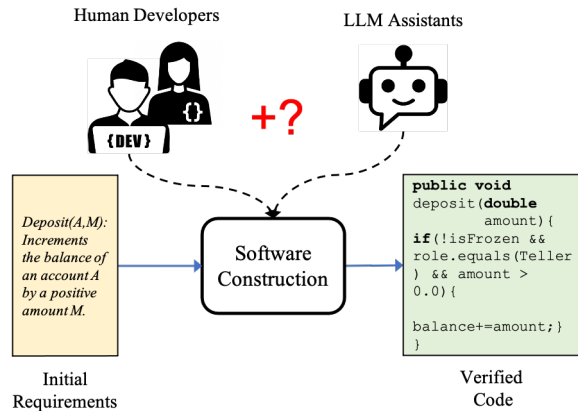 Human Developers
LLM Assistants
{}
{DEV}
+?
Deposit(A,M):
Increments
the balance of
an account A
by a positive
amount M.
Software
Construction
public void
deposit(double
amount){
if(!isFrozen &&
role.equals(Teller
) && amount >
0.0){
balance+=amount;}
}
Initial
Requirements
Verified
Code